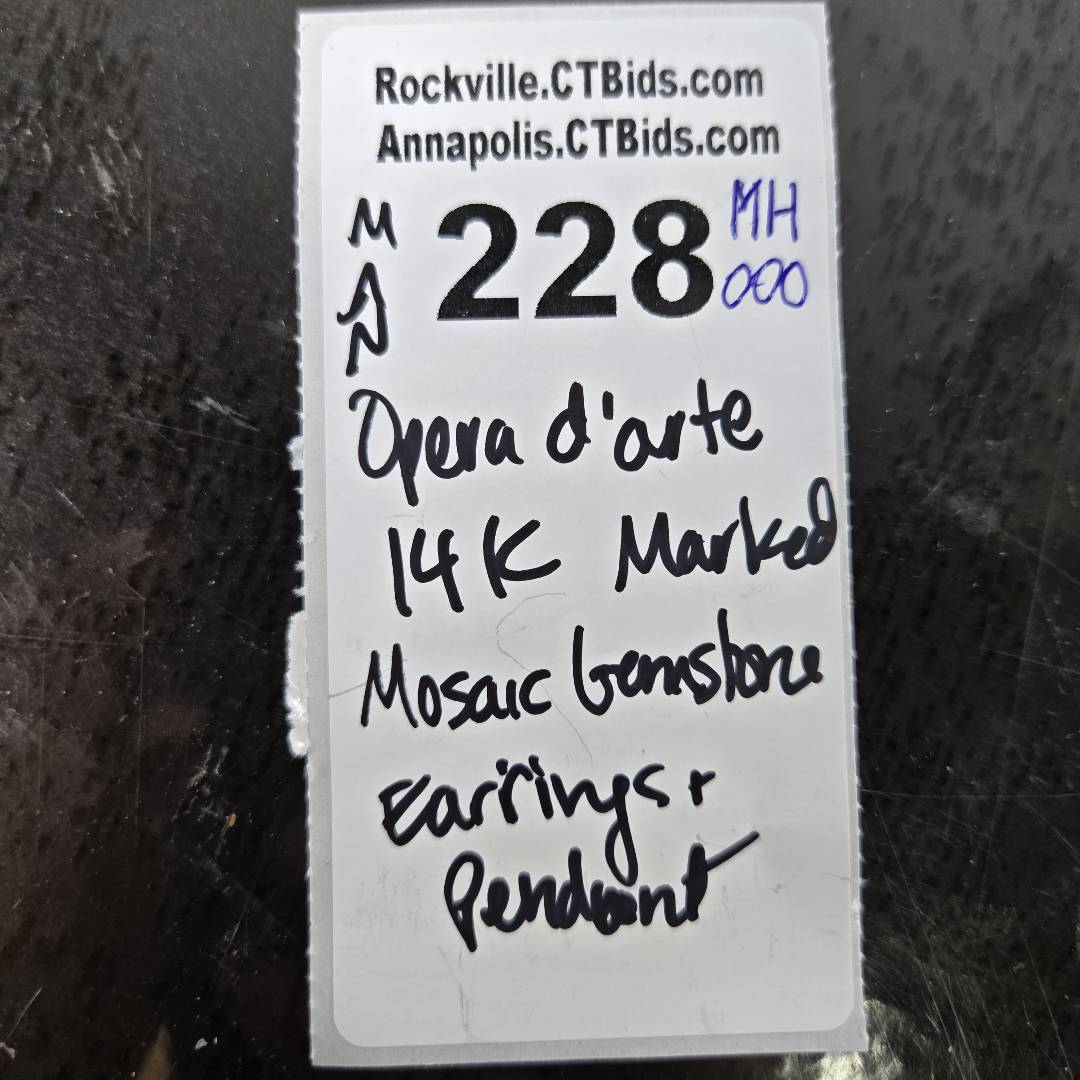 Rockville.CTBids.com
Annapolis.CTBids.com
228
MH
000
Opera d'arte
14K Marked
Mosaic Gemstone
Earrings +
Pendant